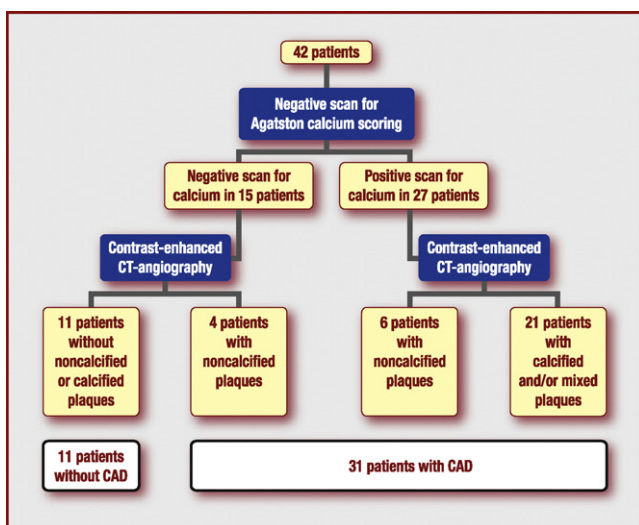 42 patients
Negative scan for
Agatston calcium scoring
Negative scan for
calcium in 15 patients
Positive scan for
calcium in 27 patients
Contrast-enhanced
CT-angiography
Contrast-enhanced
CT-angiography
11 patients
without
noncalcified
or calcified
plaques
4 patients
with
noncalcified
plaques
6 patients
with
noncalcified
plaques
21 patients
with
calcified
and/or mixed
plaques
11 patients
without CAD
31 patients with CAD